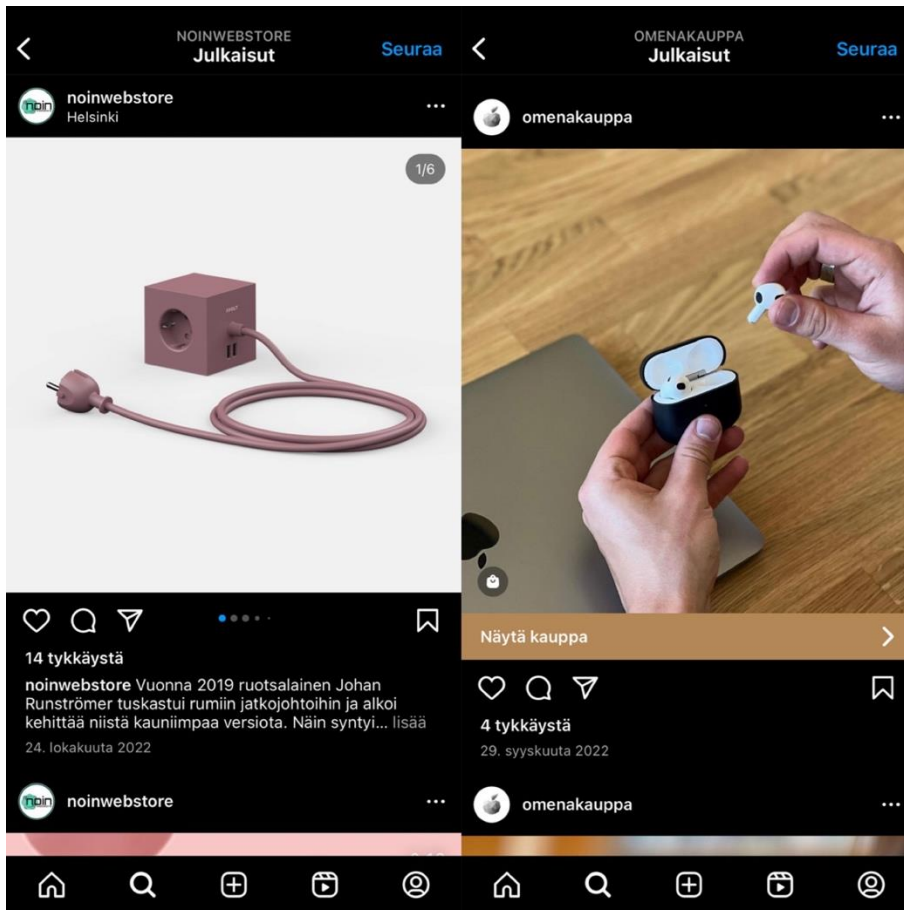 NOINWEBSTORE
Julkaisut
Seuraa
noin
noinwebstore
Helsinki
1/6
14 tykkäystä
noinwebstore Vuonna 2019 ruotsalainen Johan
Runströmer tuskastui rumiin jatkojohtoihin ja alkoi
kehittää niistä kauniimpaa versiota. Näin syntyi... lisää
24. lokakuuta 2022
noin
noinwebstore
OMENAKAUPPA
Julkaisut
Seuraa
omenakauppa
Näytä kauppa
4 tykkäystä
29. syyskuuta 2022
omenakauppa